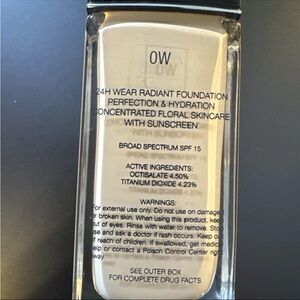 OW
24H WEAR RADIANT FOUNDATION
PERFECTION & HYDRATION
CONCENTRATED FLORAL SKINCARE
WITH SUNSCREEN
BROAD SPECTRUM SPF 15
ACTIVE INGREDIENTS:
OCTISALATE 4.50%
TITANIUM DIOXIDE 4.23%
WARNINGS:
For external use only. Do not use on damaged
or broken skin. When using this product, keep
out of eyes. Rinse with water to remove. Stop
use and ask a doctor if rash occurs. Keep out
of reach of children. If swallowed, get medical
help or contact a Poison Control Center right
away.
SEE OUTER BOX
FOR COMPLETE DRUG FACTS